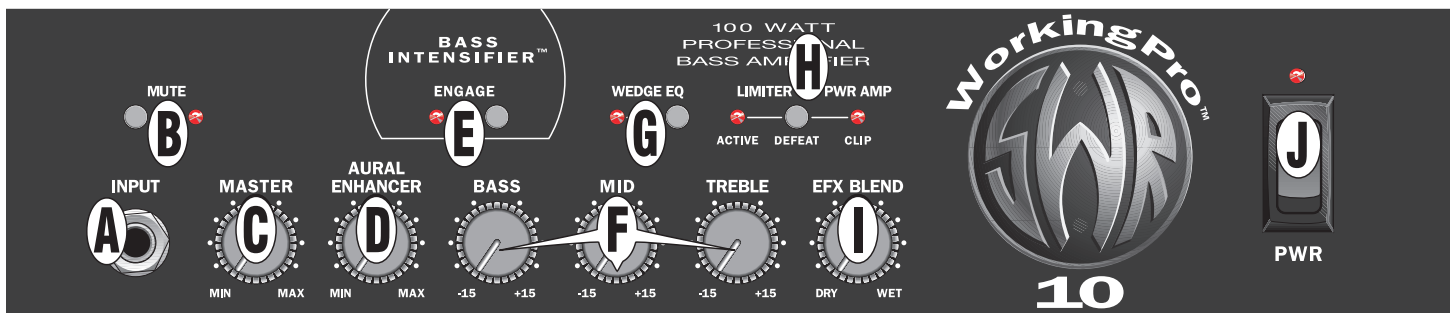 BASS
INTENSIFIER™
100 WATT
PROFESSIONAL
BASS AMPLIFIER
WorkingPro™
SWR
10
MUTE
B
ENGAGE
E
WEDGE EQ
G
LIMITER
H
PWR AMP
ACTIVE
DEFEAT
CLIP
INPUT
A
MASTER
C
MIN
MAX
AURAL
ENHANCER
D
MIN
MAX
BASS
-15
+15
MID
F
-15
+15
TREBLE
-15
+15
EFX BLEND
I
DRY
WET
J
PWR